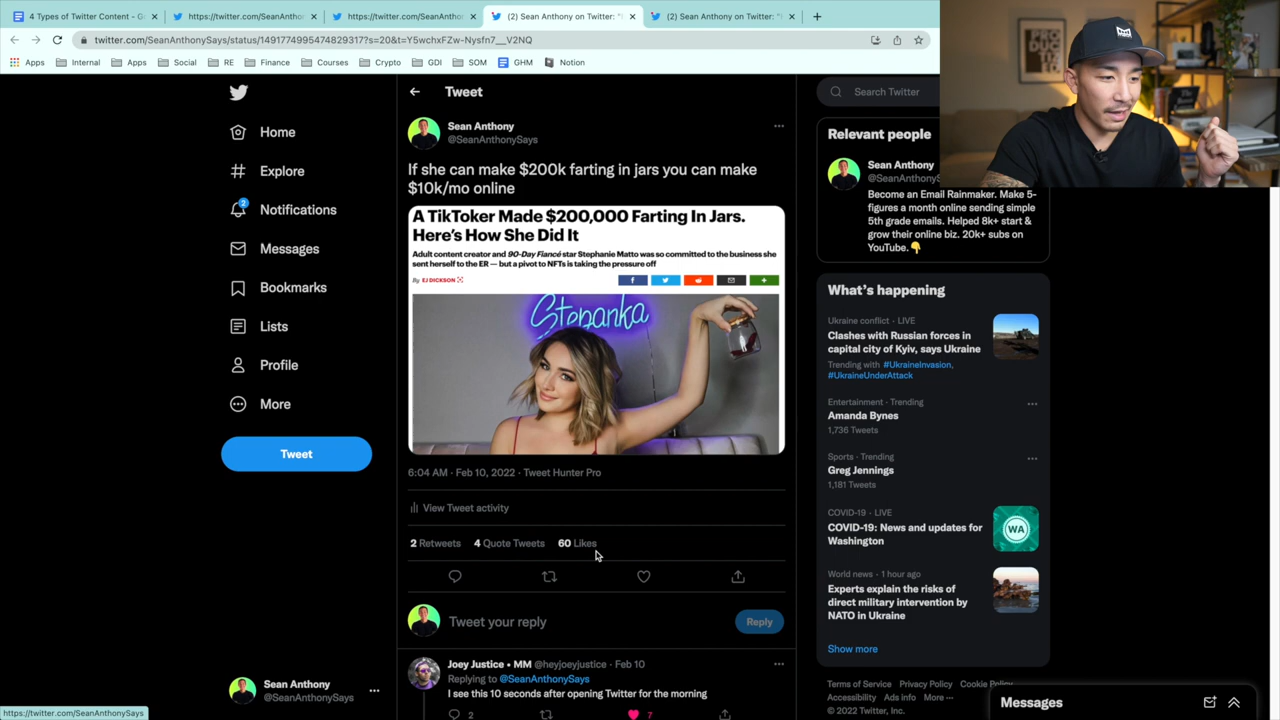 4 Types of Twitter Content - G
https://twitter.com/SeanAnthon
https://twitter.com/SeanAnthon
(2) Sean Anthony on Twitter: "
(2) Sean Anthony on Twitter: "
twitter.com/SeanAnthonySays/status/1491774995474829317?s=20&t=Y5wchxFZw-Nysfn7__V2NQ
Apps
Internal
Apps
Social
RE
Finance
Courses
Crypto
GDI
SOM
GHM
Notion
Home
Explore
2
Notifications
Messages
Bookmarks
Lists
Profile
More
Tweet
Sean Anthony
@SeanAnthonySays
https://twitter.com/SeanAnthonySays
Tweet
Sean Anthony
@SeanAnthonySays
If she can make $200k farting in jars you can make
$10k/mo online
A TikToker Made $200,000 Farting In Jars.
Here's How She Did It
Adult content creator and 90-Day Fiancé star Stephanie Matto was so committed to the business she
sent herself to the ER — but a pivot to NFTs is taking the pressure off
By EJ DICKSON
Stepanka
6:04 AM · Feb 10, 2022 · Tweet Hunter Pro
View Tweet activity
2 Retweets 4 Quote Tweets 60 Likes
Tweet your reply
Reply
Joey Justice • MM @heyjoeyjustice · Feb 10
Replying to @SeanAnthonySays
I see this 10 seconds after opening Twitter for the morning
2
7
Search Twitter
Relevant people
Sean Anthony
@SeanAnthonyS
Become an Email Rainmaker. Make 5-
figures a month online sending simple
5th grade emails. Helped 8k+ start &
grow their online biz. 20k+ subs on
YouTube.👇
What's happening
Ukraine conflict · LIVE
Clashes with Russian forces in
capital city of Kyiv, says Ukraine
Trending with #UkraineInvasion,
#UkraineUnderAttack
Entertainment · Trending
Amanda Bynes
1,736 Tweets
Sports · Trending
Greg Jennings
1,181 Tweets
COVID-19 · LIVE
COVID-19: News and updates for
Washington
WA
World news · 1 hour ago
Experts explain the risks of
direct military intervention by
NATO in Ukraine
Show more
Terms of Service Privacy Policy Cookie Policy
Accessibility Ads info More ···
© 2022 Twitter, Inc.
Messages